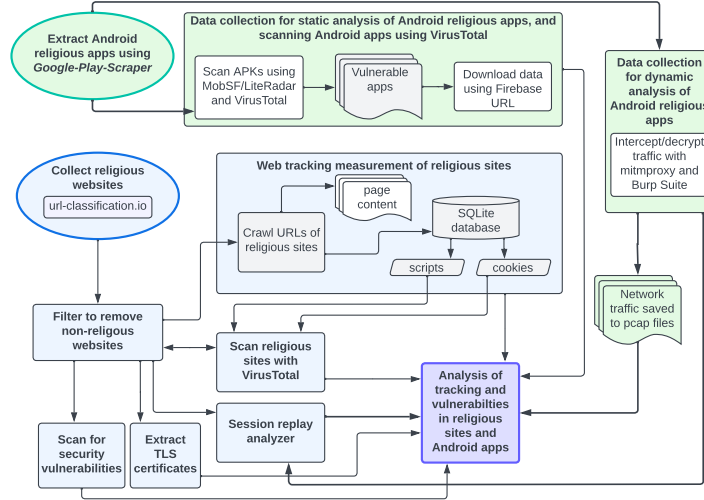 Extract Android
religious apps using
Google-Play-Scraper
Data collection for static analysis of Android religious apps, and
scanning Android apps using VirusTotal
Scan APKs using
MobSF/LiteRadar
and VirusTotal
Vulnerable
apps
Download data
using Firebase
URL
Data collection
for dynamic
analysis of
Android religious
apps
Intercept/decrypt
traffic with
mitmproxy and
Burp Suite
Collect religious
websites
url-classification.io
Web tracking measurement of religious sites
page
content
Crawl URLs of
religious sites
SQLite
database
scripts
cookies
Network
traffic saved
to pcap files
Filter to remove
non-religous
websites
Scan religious
sites with
VirusTotal
Analysis of
tracking and
vulnerabilties
in religious
sites and
Android apps
Session replay
analyzer
Scan for
security
vulnerabilities
Extract
TLS
certificates